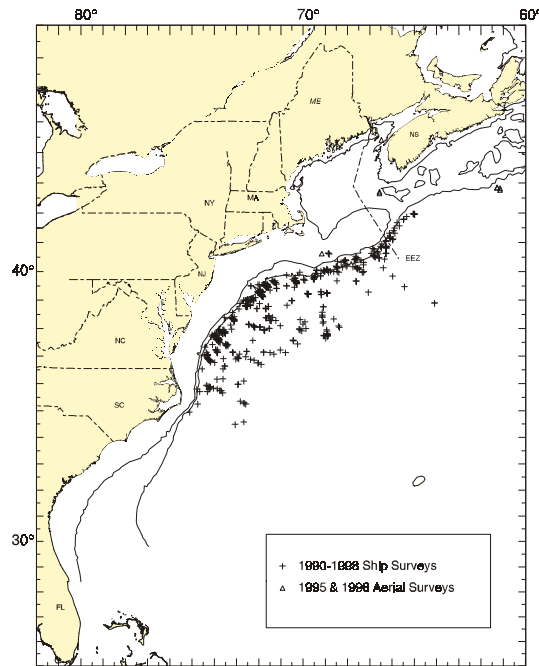 80° 70° 60°
ME
NS
NY MA
EEZ
40°
NJ
NC
SC
30°
+ 1990-1998 Ship Surveys
△ 1995 & 1998 Aerial Surveys
FL